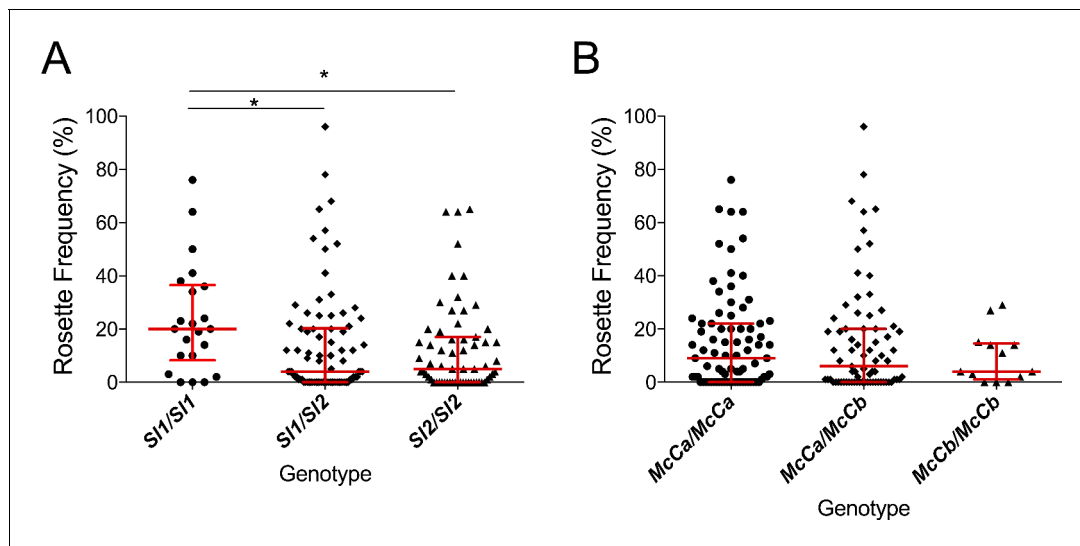 A
*
*
Rosette Frequency (%)
100
80
60
40
20
0
Sl1/Sl1
Sl1/Sl2
Sl2/Sl2
Genotype
B
Rosette Frequency (%)
100
80
60
40
20
0
McCa/McCa
McCa/McCb
McCb/McCb
Genotype